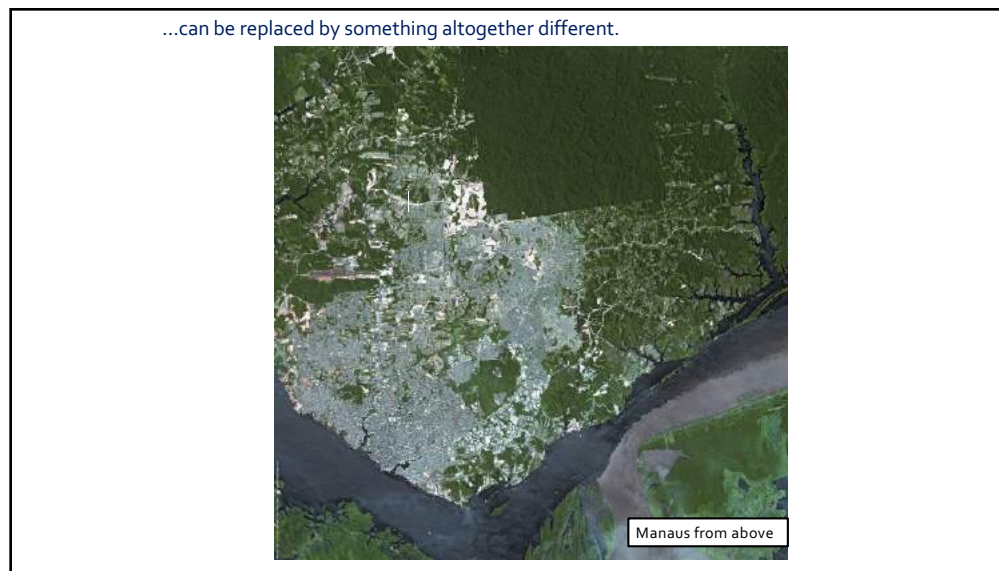 ...can be replaced by something altogether different.
Manaus from above